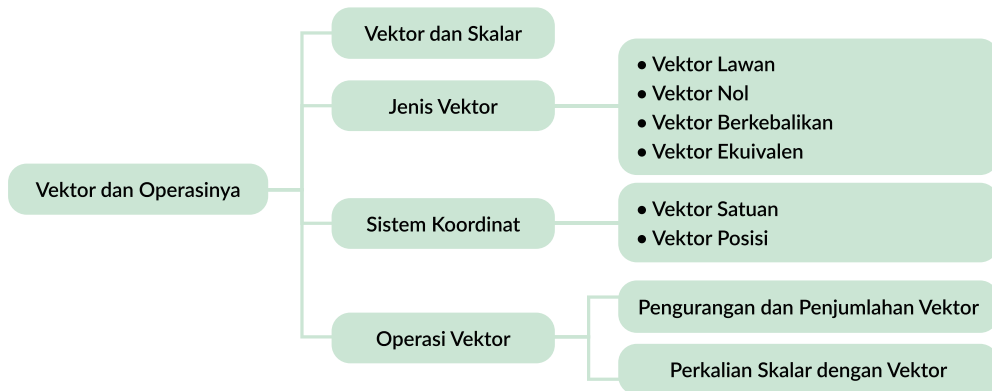 Vektor dan Operasinya
Vektor dan Skalar
Jenis Vektor
• Vektor Lawan
• Vektor Nol
• Vektor Berkebalikan
• Vektor Ekuivalen
Sistem Koordinat
• Vektor Satuan
• Vektor Posisi
Operasi Vektor
Pengurangan dan Penjumlahan Vektor
Perkalian Skalar dengan Vektor